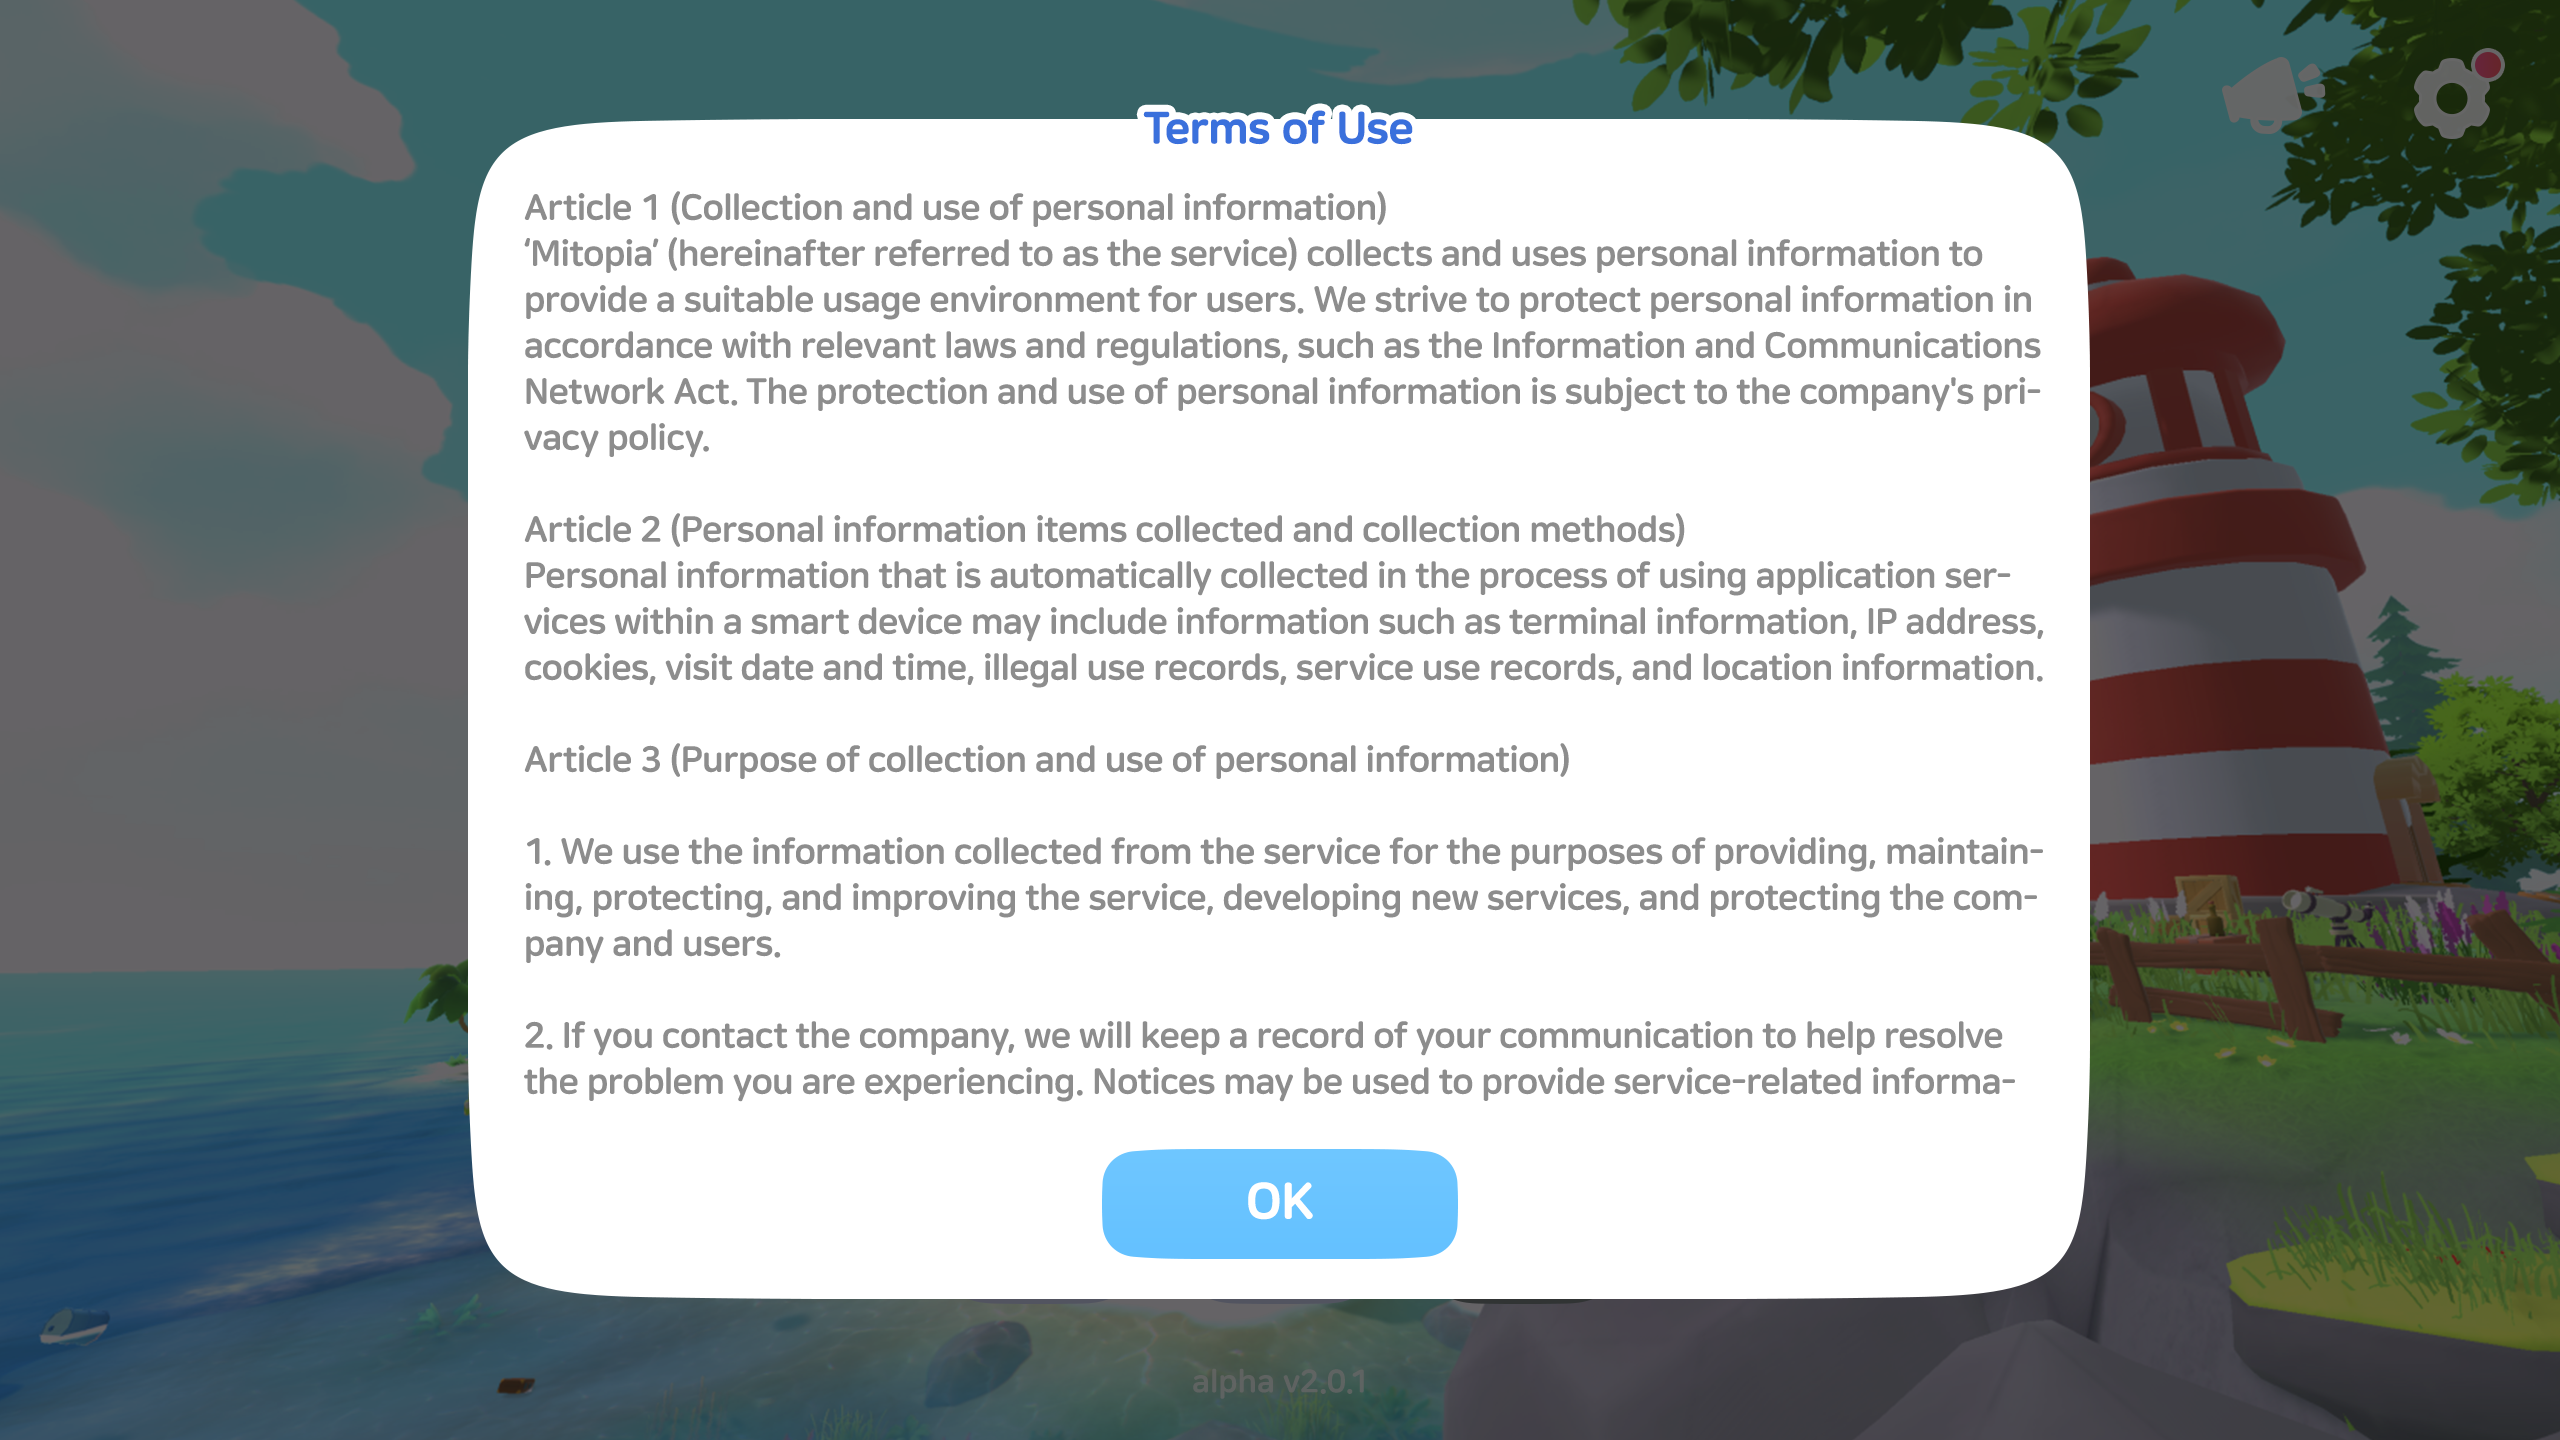 Terms of Use
Article 1 (Collection and use of personal information)
‘Mitopia’ (hereinafter referred to as the service) collects and uses personal information to
provide a suitable usage environment for users. We strive to protect personal information in
accordance with relevant laws and regulations, such as the Information and Communications
Network Act. The protection and use of personal information is subject to the company's pri-
vacy policy.
Article 2 (Personal information items collected and collection methods)
Personal information that is automatically collected in the process of using application ser-
vices within a smart device may include information such as terminal information, IP address,
cookies, visit date and time, illegal use records, service use records, and location information.
Article 3 (Purpose of collection and use of personal information)
1. We use the information collected from the service for the purposes of providing, maintain-
ing, protecting, and improving the service, developing new services, and protecting the com-
pany and users.
2. If you contact the company, we will keep a record of your communication to help resolve
the problem you are experiencing. Notices may be used to provide service-related informa-
OK
alpha v2.0.1